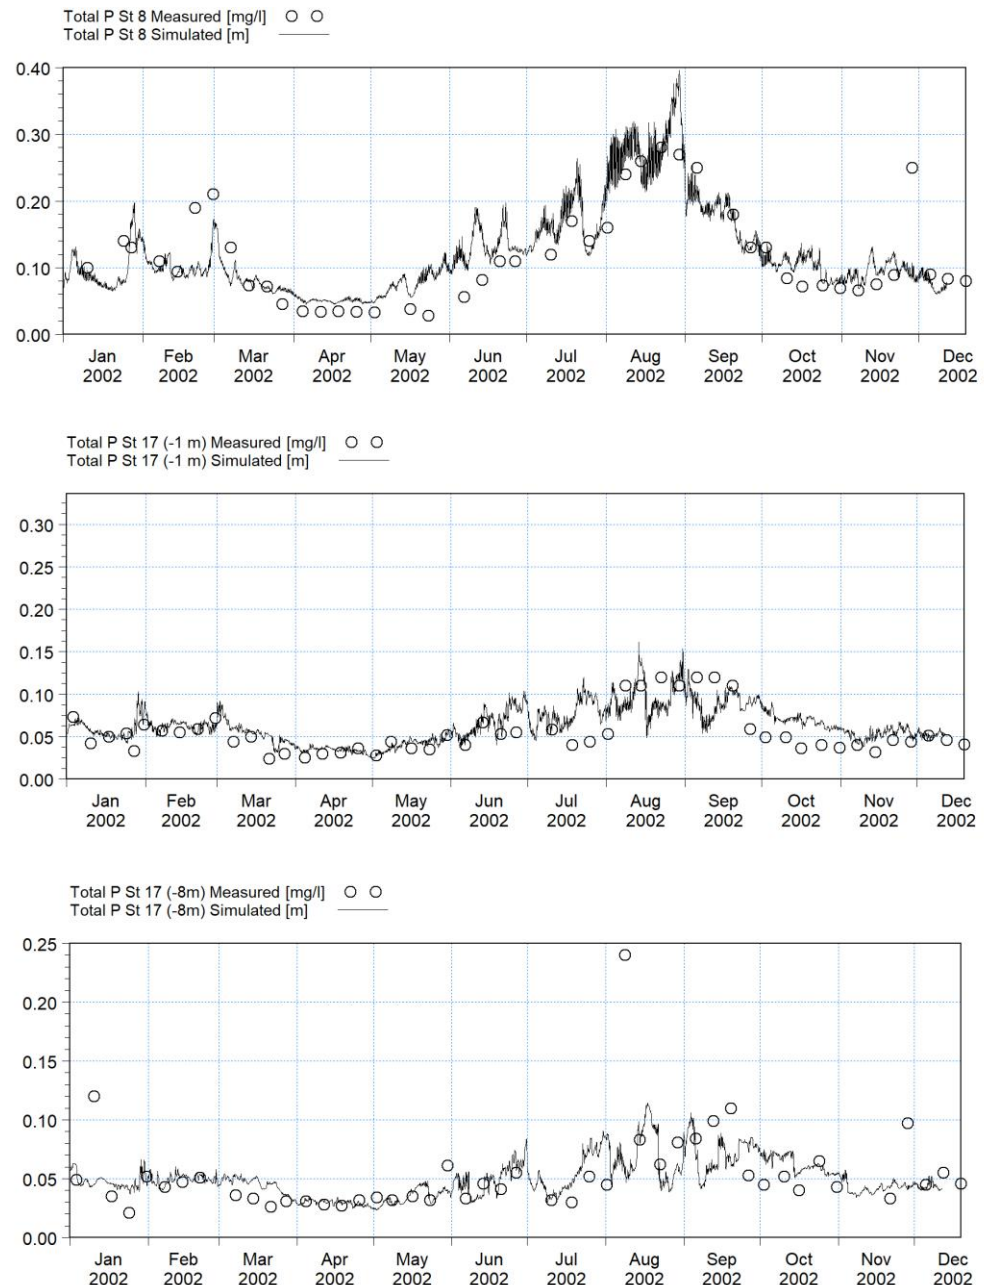 Total P St 8 Measured [mg/l]
Total P St 8 Simulated [m]
0.40
0.30
0.20
0.10
0.00
Jan Feb Mar Apr May Jun Jul Aug Sep Oct Nov Dec
2002 2002 2002 2002 2002 2002 2002 2002 2002 2002 2002 2002
Total P St 17 (-1 m) Measured [mg/l]
Total P St 17 (-1 m) Simulated [m]
0.30
0.25
0.20
0.15
0.10
0.05
0.00
Jan Feb Mar Apr May Jun Jul Aug Sep Oct Nov Dec
2002 2002 2002 2002 2002 2002 2002 2002 2002 2002 2002 2002
Total P St 17 (-8m) Measured [mg/l]
Total P St 17 (-8m) Simulated [m]
0.25
0.20
0.15
0.10
0.05
0.00
Jan Feb Mar Apr May Jun Jul Aug Sep Oct Nov Dec
2002 2002 2002 2002 2002 2002 2002 2002 2002 2002 2002 2002